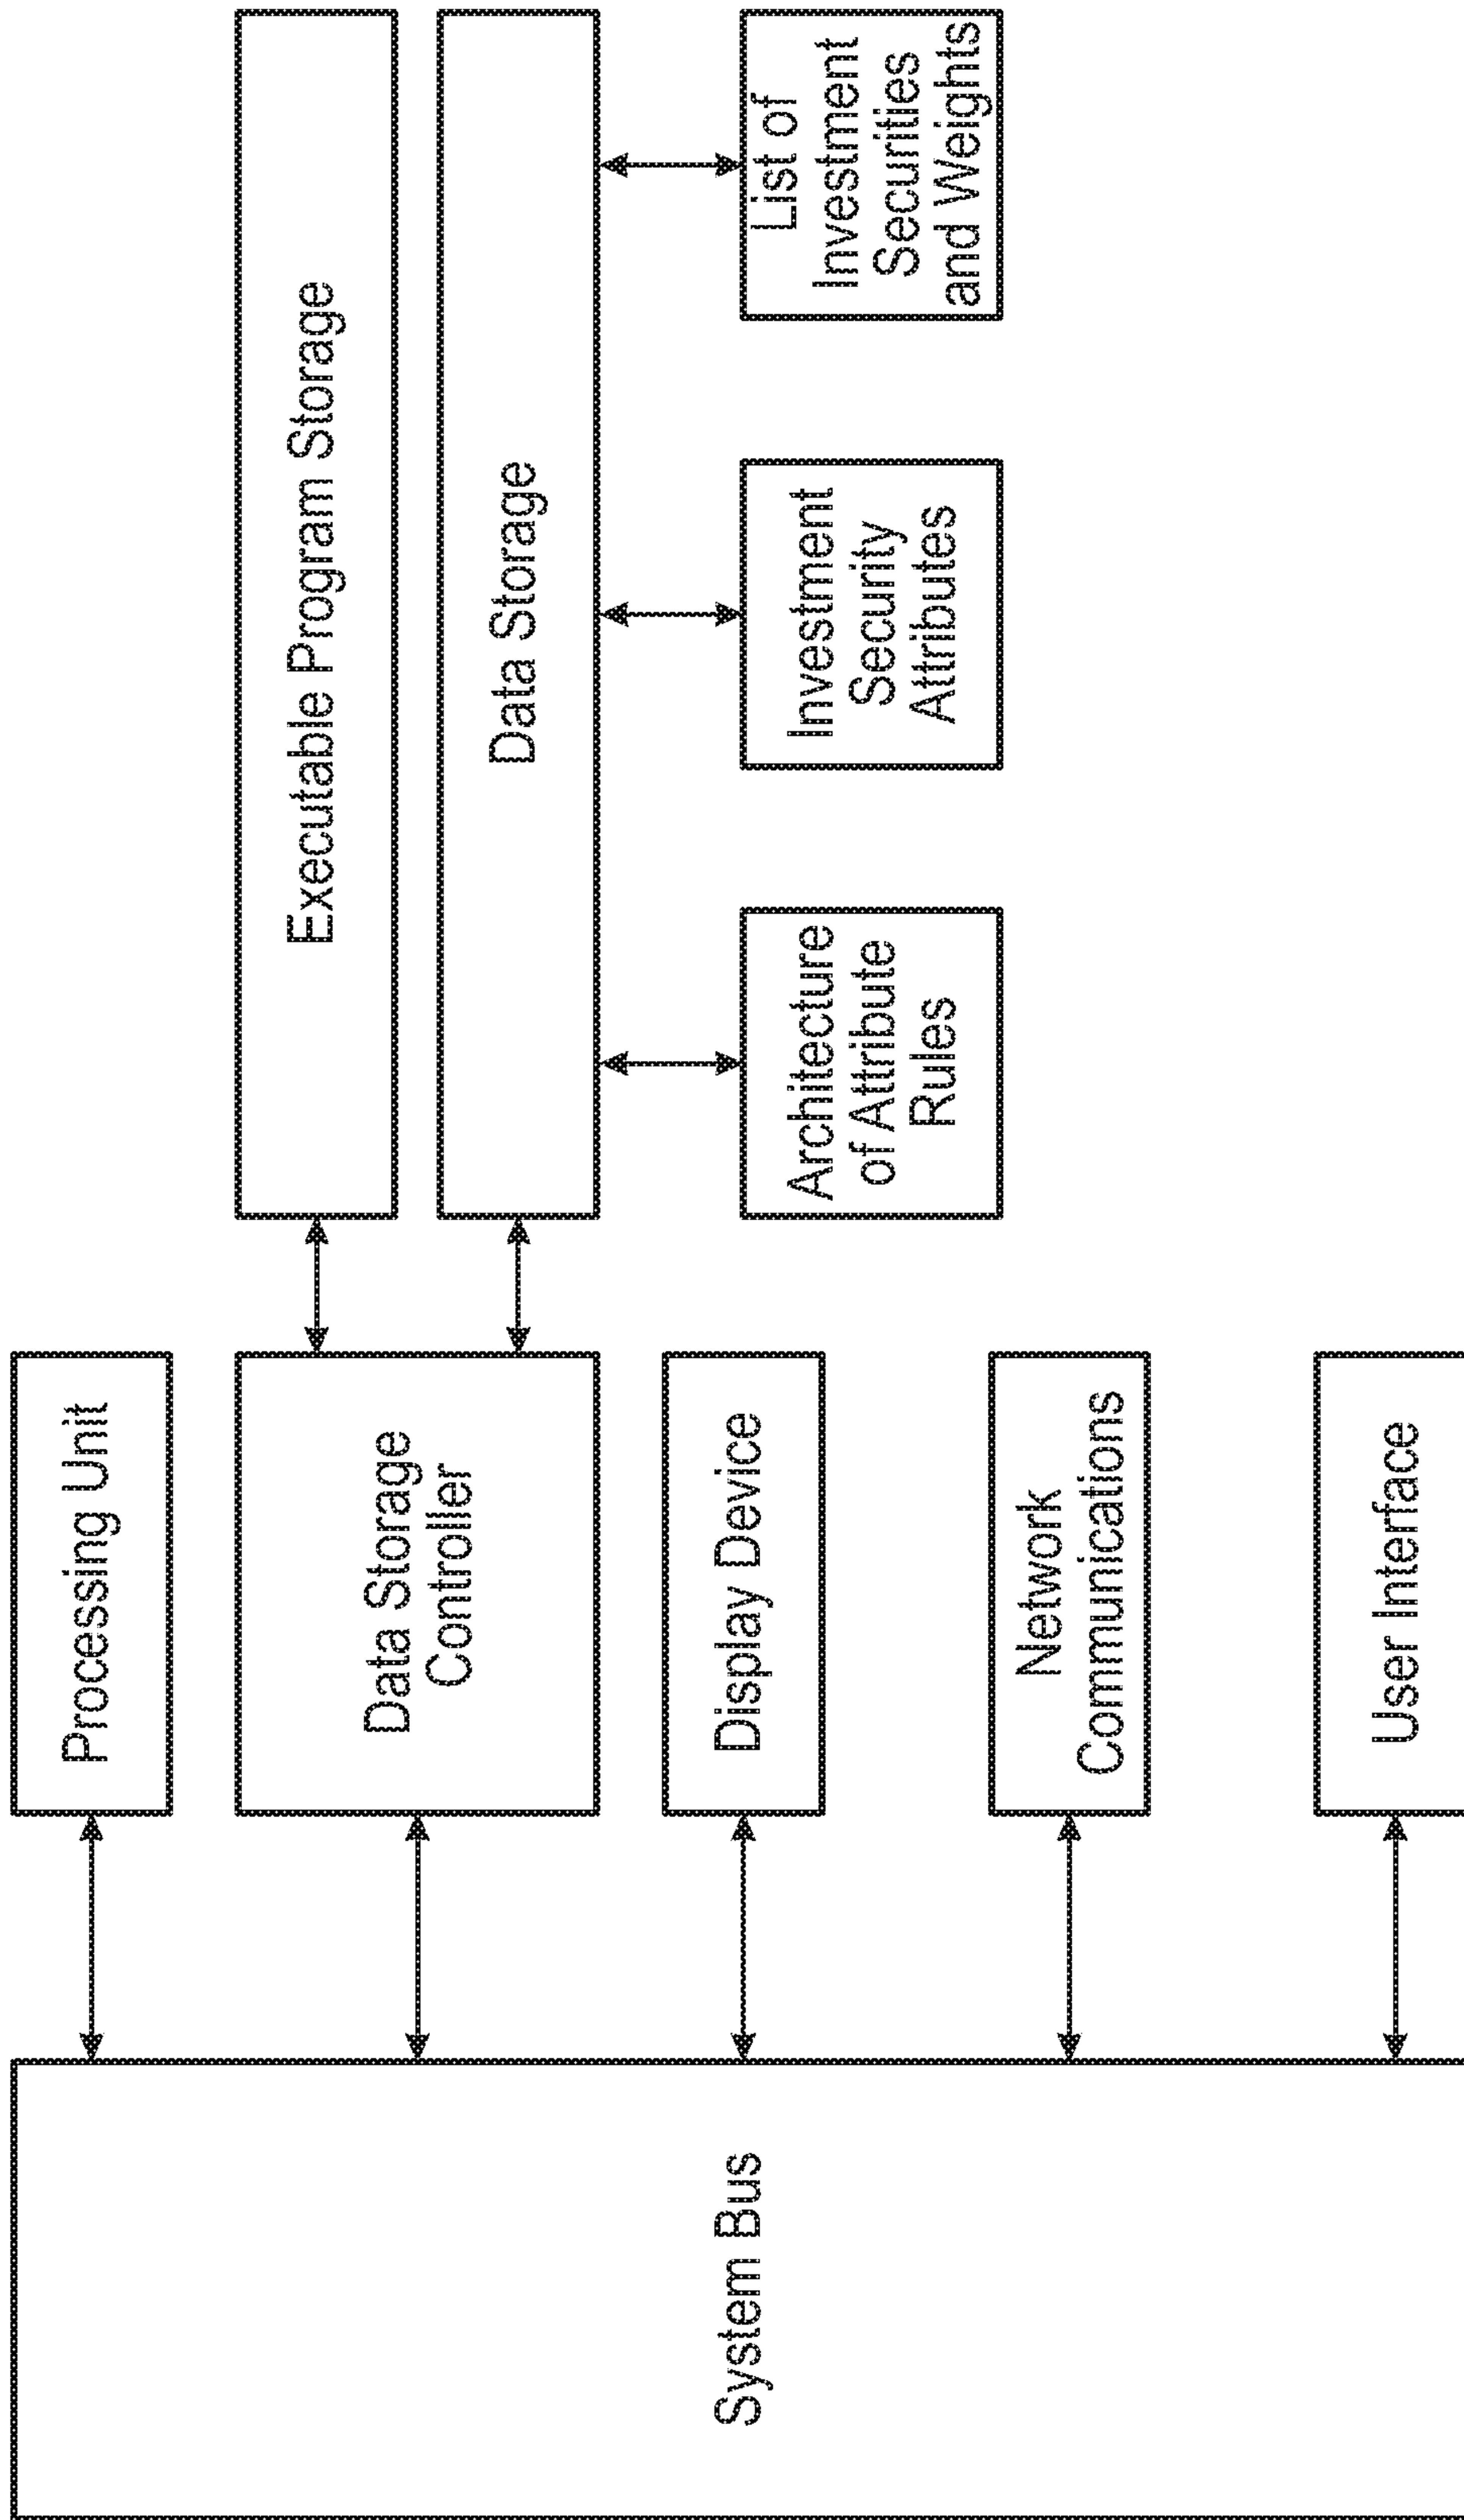 System Bus
Processing Unit
Data Storage
Controller
Display Device
Network
Communications
User Interface
Executable Program Storage
Data Storage
Architecture
of Attribute
Rules
Investment
Security
Attributes
List of
Investment
Securities
and Weights